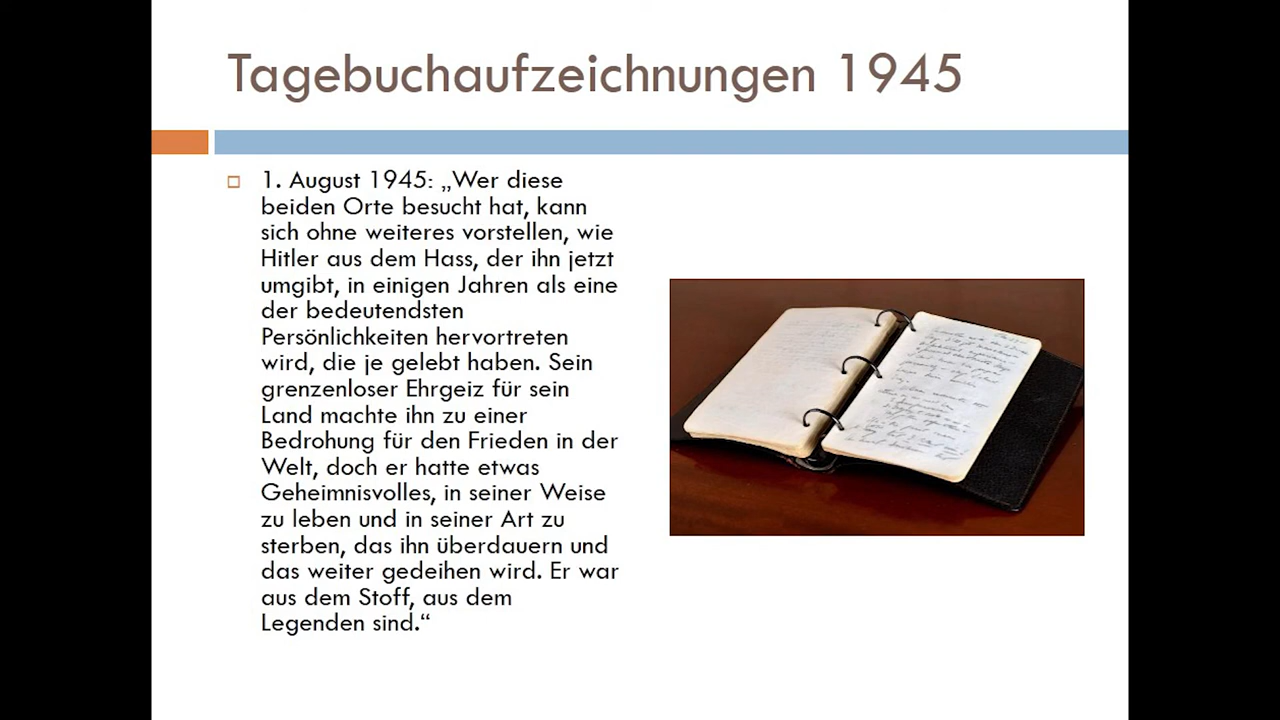 Tagebuchaufzeichnungen 1945
1. August 1945: „Wer diese
beiden Orte besucht hat, kann
sich ohne weiteres vorstellen, wie
Hitler aus dem Hass, der ihn jetzt
umgibt, in einigen Jahren als eine
der bedeutendsten
Persönlichkeiten hervortreten
wird, die je gelebt haben. Sein
grenzenloser Ehrgeiz für sein
Land machte ihn zu einer
Bedrohung für den Frieden in der
Welt, doch er hatte etwas
Geheimnisvolles, in seiner Weise
zu leben und in seiner Art zu
sterben, das ihn überdauern und
das weiter gedeihen wird. Er war
aus dem Stoff, aus dem
Legenden sind.“